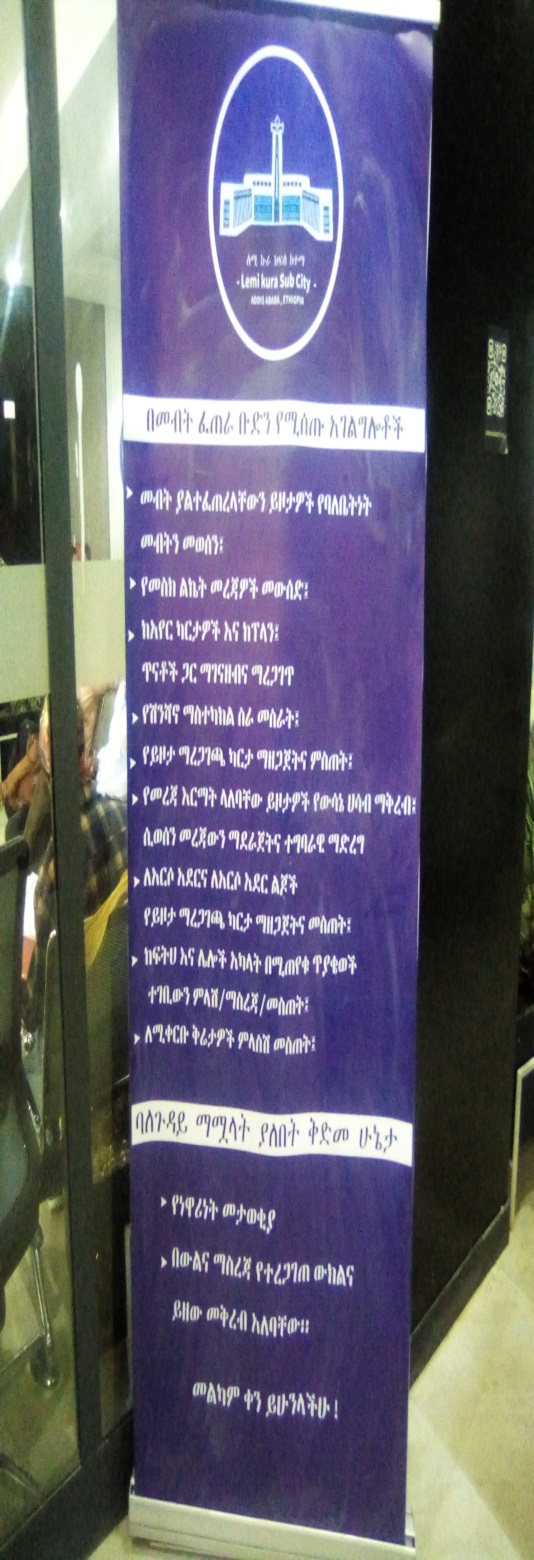 ለሚ ኩራ ክፍለ ከተማ
- Lemi kura Sub City -
ADDIS ABABA , ETHIOPIA
በመብት ፈጠራ ቡድን የሚሰጡ አገልግሎቶች
መብት ያልተፈጠረላቸውን ይዞታዎች የባለቤትነት
መብትን መወሰን፤
የመስክ ልኬት መረጃዎች መውሰድ፤
ከአየር ካርታዎች እና ከፕላን፤
ጥናቶች ጋር ማገናዘብና ማረጋገጥ
የሽንሻኖ ማስተካከል ስራ መስራት፤
የይዞታ ማረጋገጫ ካርታ ማዘጋጀትና ምስጠት፤
የመረጃ እርማት ላለባቸው ይዞታዎች የውሳኔ ሀሳብ ማቅረብ፤
ሲወሰን መረጃውን ማደራጀትና ተግባራዊ ማድረግ
ለአርሶ አደርና ለአርሶ አደር ልጆች
የይዞታ ማረጋገጫ ካርታ ማዘጋጀትና መስጠት፤
ከፍትህ እና ሌሎች አካላት በሚጠየቁ ጥያቄወች
ተገቢውን ምላሽ/ማስረጃ/መስጠት፤
ለሚቀርቡ ቅሬታዎች ምላሰሽ መስጠት፤
ባለጉዳይ ማሟላት ያለበት ቅድመ ሁኔታ
የነዋሪነት መታወቂያ
በውልና ማስረጃ የተረጋገጠ ውክልና
ይዘው መቅረብ አለባቸው።
መልካም ቀን ይሁንላችሁ !